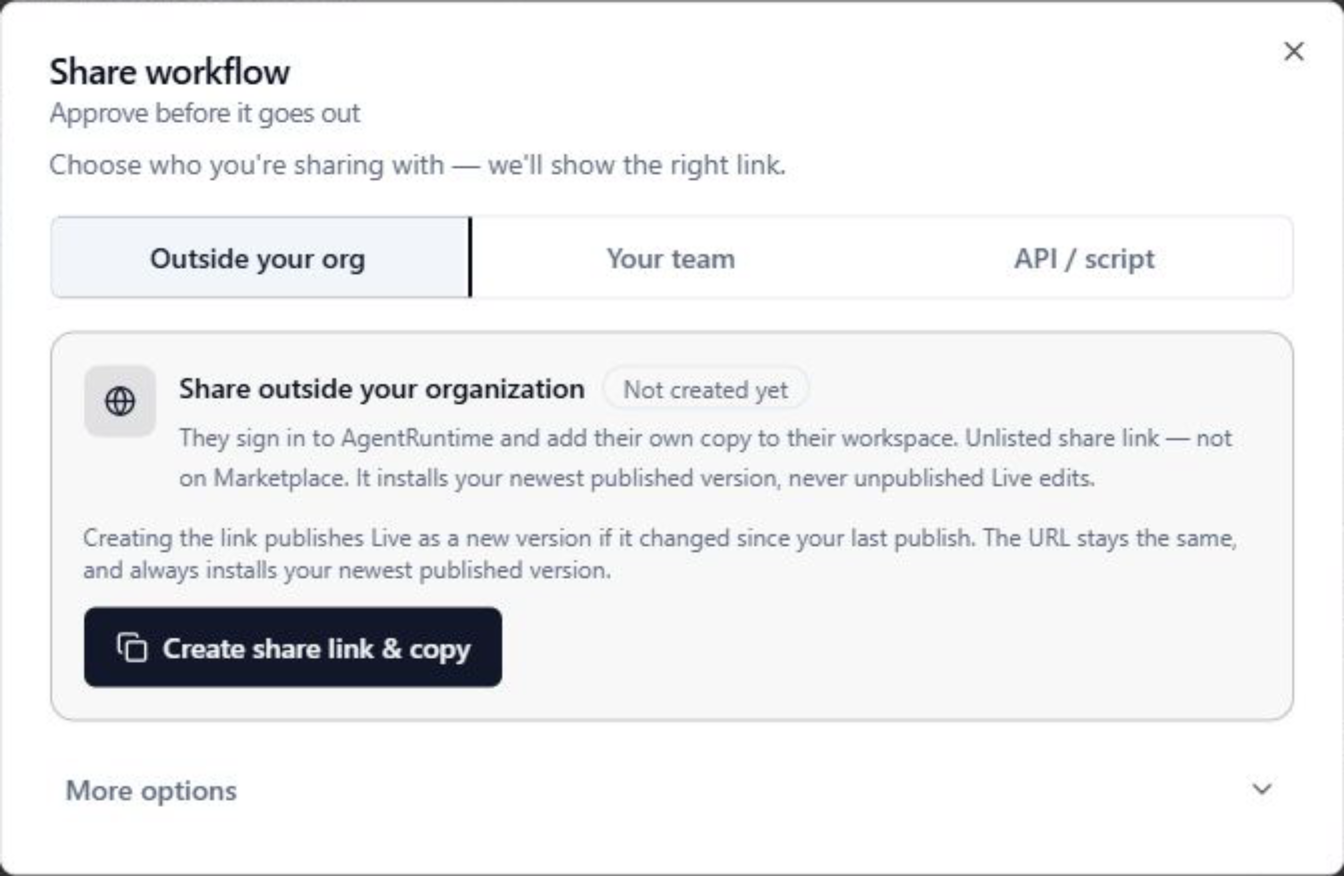 Share workflow
Approve before it goes out
Choose who you're sharing with — we'll show the right link.
Outside your org
Your team
API / script
Share outside your organization
Not created yet
They sign in to AgentRuntime and add their own copy to their workspace. Unlisted share link — not
on Marketplace. It installs your newest published version, never unpublished Live edits.
Creating the link publishes Live as a new version if it changed since your last publish. The URL stays the same,
and always installs your newest published version.
Create share link & copy
More options